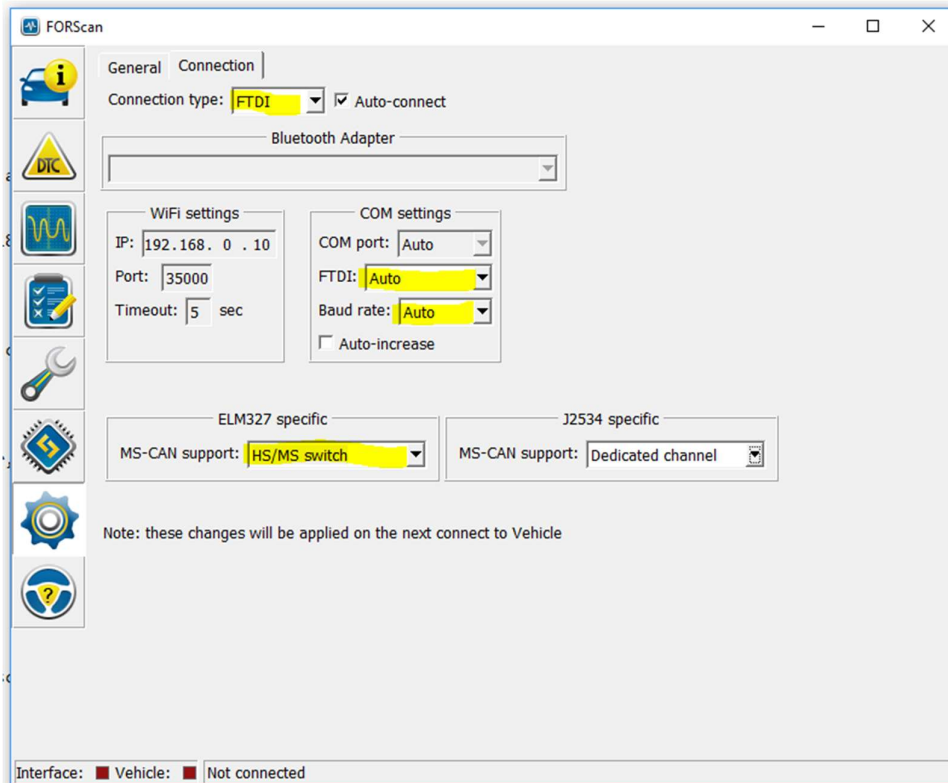 FORScan
General Connection
Connection type: FTDI Auto-connect
Bluetooth Adapter
WiFi settings
IP: 192.168. 0 . 10
Port: 35000
Timeout: 5 sec
COM settings
COM port: Auto
FTDI: Auto
Baud rate: Auto
Auto-increase
ELM327 specific
MS-CAN support: HS/MS switch
J2534 specific
MS-CAN support: Dedicated channel
Note: these changes will be applied on the next connect to Vehicle
i
DTC
?
Interface: Vehicle: Not connected